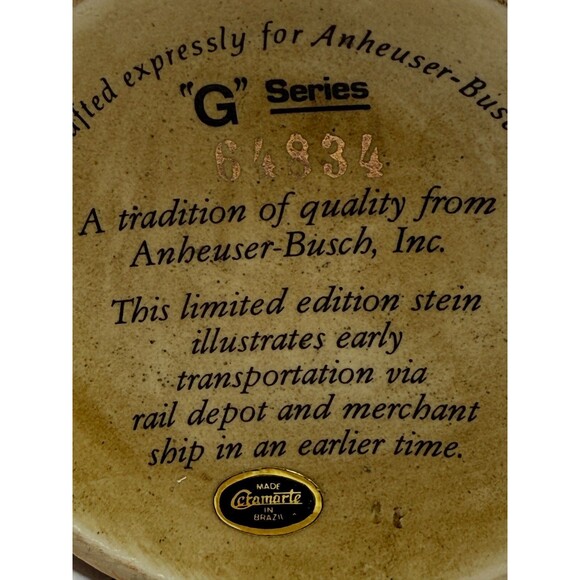 afted expressly for Anheuser-Busc
"G" Series
64934
A tradition of quality from
Anheuser-Busch, Inc.
This limited edition stein
illustrates early
transportation via
rail depot and merchant
ship in an earlier time.
MADE
Ceramarte
IN
BRAZIL